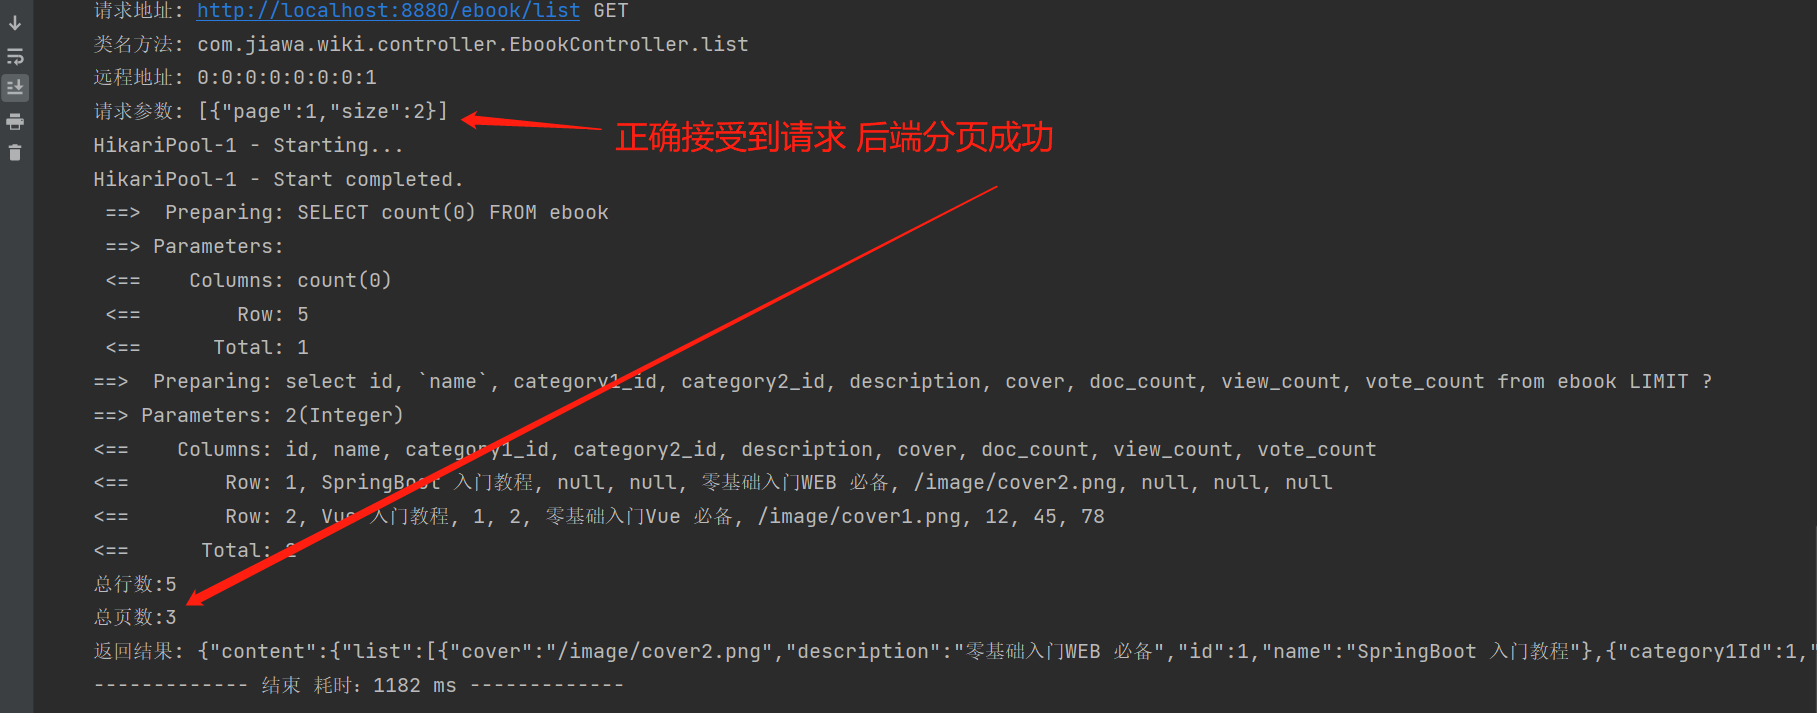 请求地址: http://localhost:8880/ebook/list GET
类名方法: com.jiawa.wiki.controller.EbookController.list
远程地址: 0:0:0:0:0:0:0:1
请求参数: [{"page":1,"size":2}]
正确接受到请求 后端分页成功
HikariPool-1 - Starting...
HikariPool-1 - Start completed.
==>  Preparing: SELECT count(0) FROM ebook
==> Parameters:
<==    Columns: count(0)
<==        Row: 5
<==      Total: 1
==>  Preparing: select id, `name`, category1_id, category2_id, description, cover, doc_count, view_count, vote_count from ebook LIMIT ?
==> Parameters: 2(Integer)
<==    Columns: id, name, category1_id, category2_id, description, cover, doc_count, view_count, vote_count
<==        Row: 1, SpringBoot 入门教程, null, null, 零基础入门WEB 必备, /image/cover2.png, null, null, null
<==        Row: 2, Vue 入门教程, 1, 2, 零基础入门Vue 必备, /image/cover1.png, 12, 45, 78
<==      Total: 2
总行数:5
总页数:3
返回结果: {"content":{"list":[{"cover":"/image/cover2.png","description":"零基础入门WEB 必备","id":1,"name":"SpringBoot 入门教程"},{"category1Id":1,"
------------- 结束 耗时: 1182 ms -------------